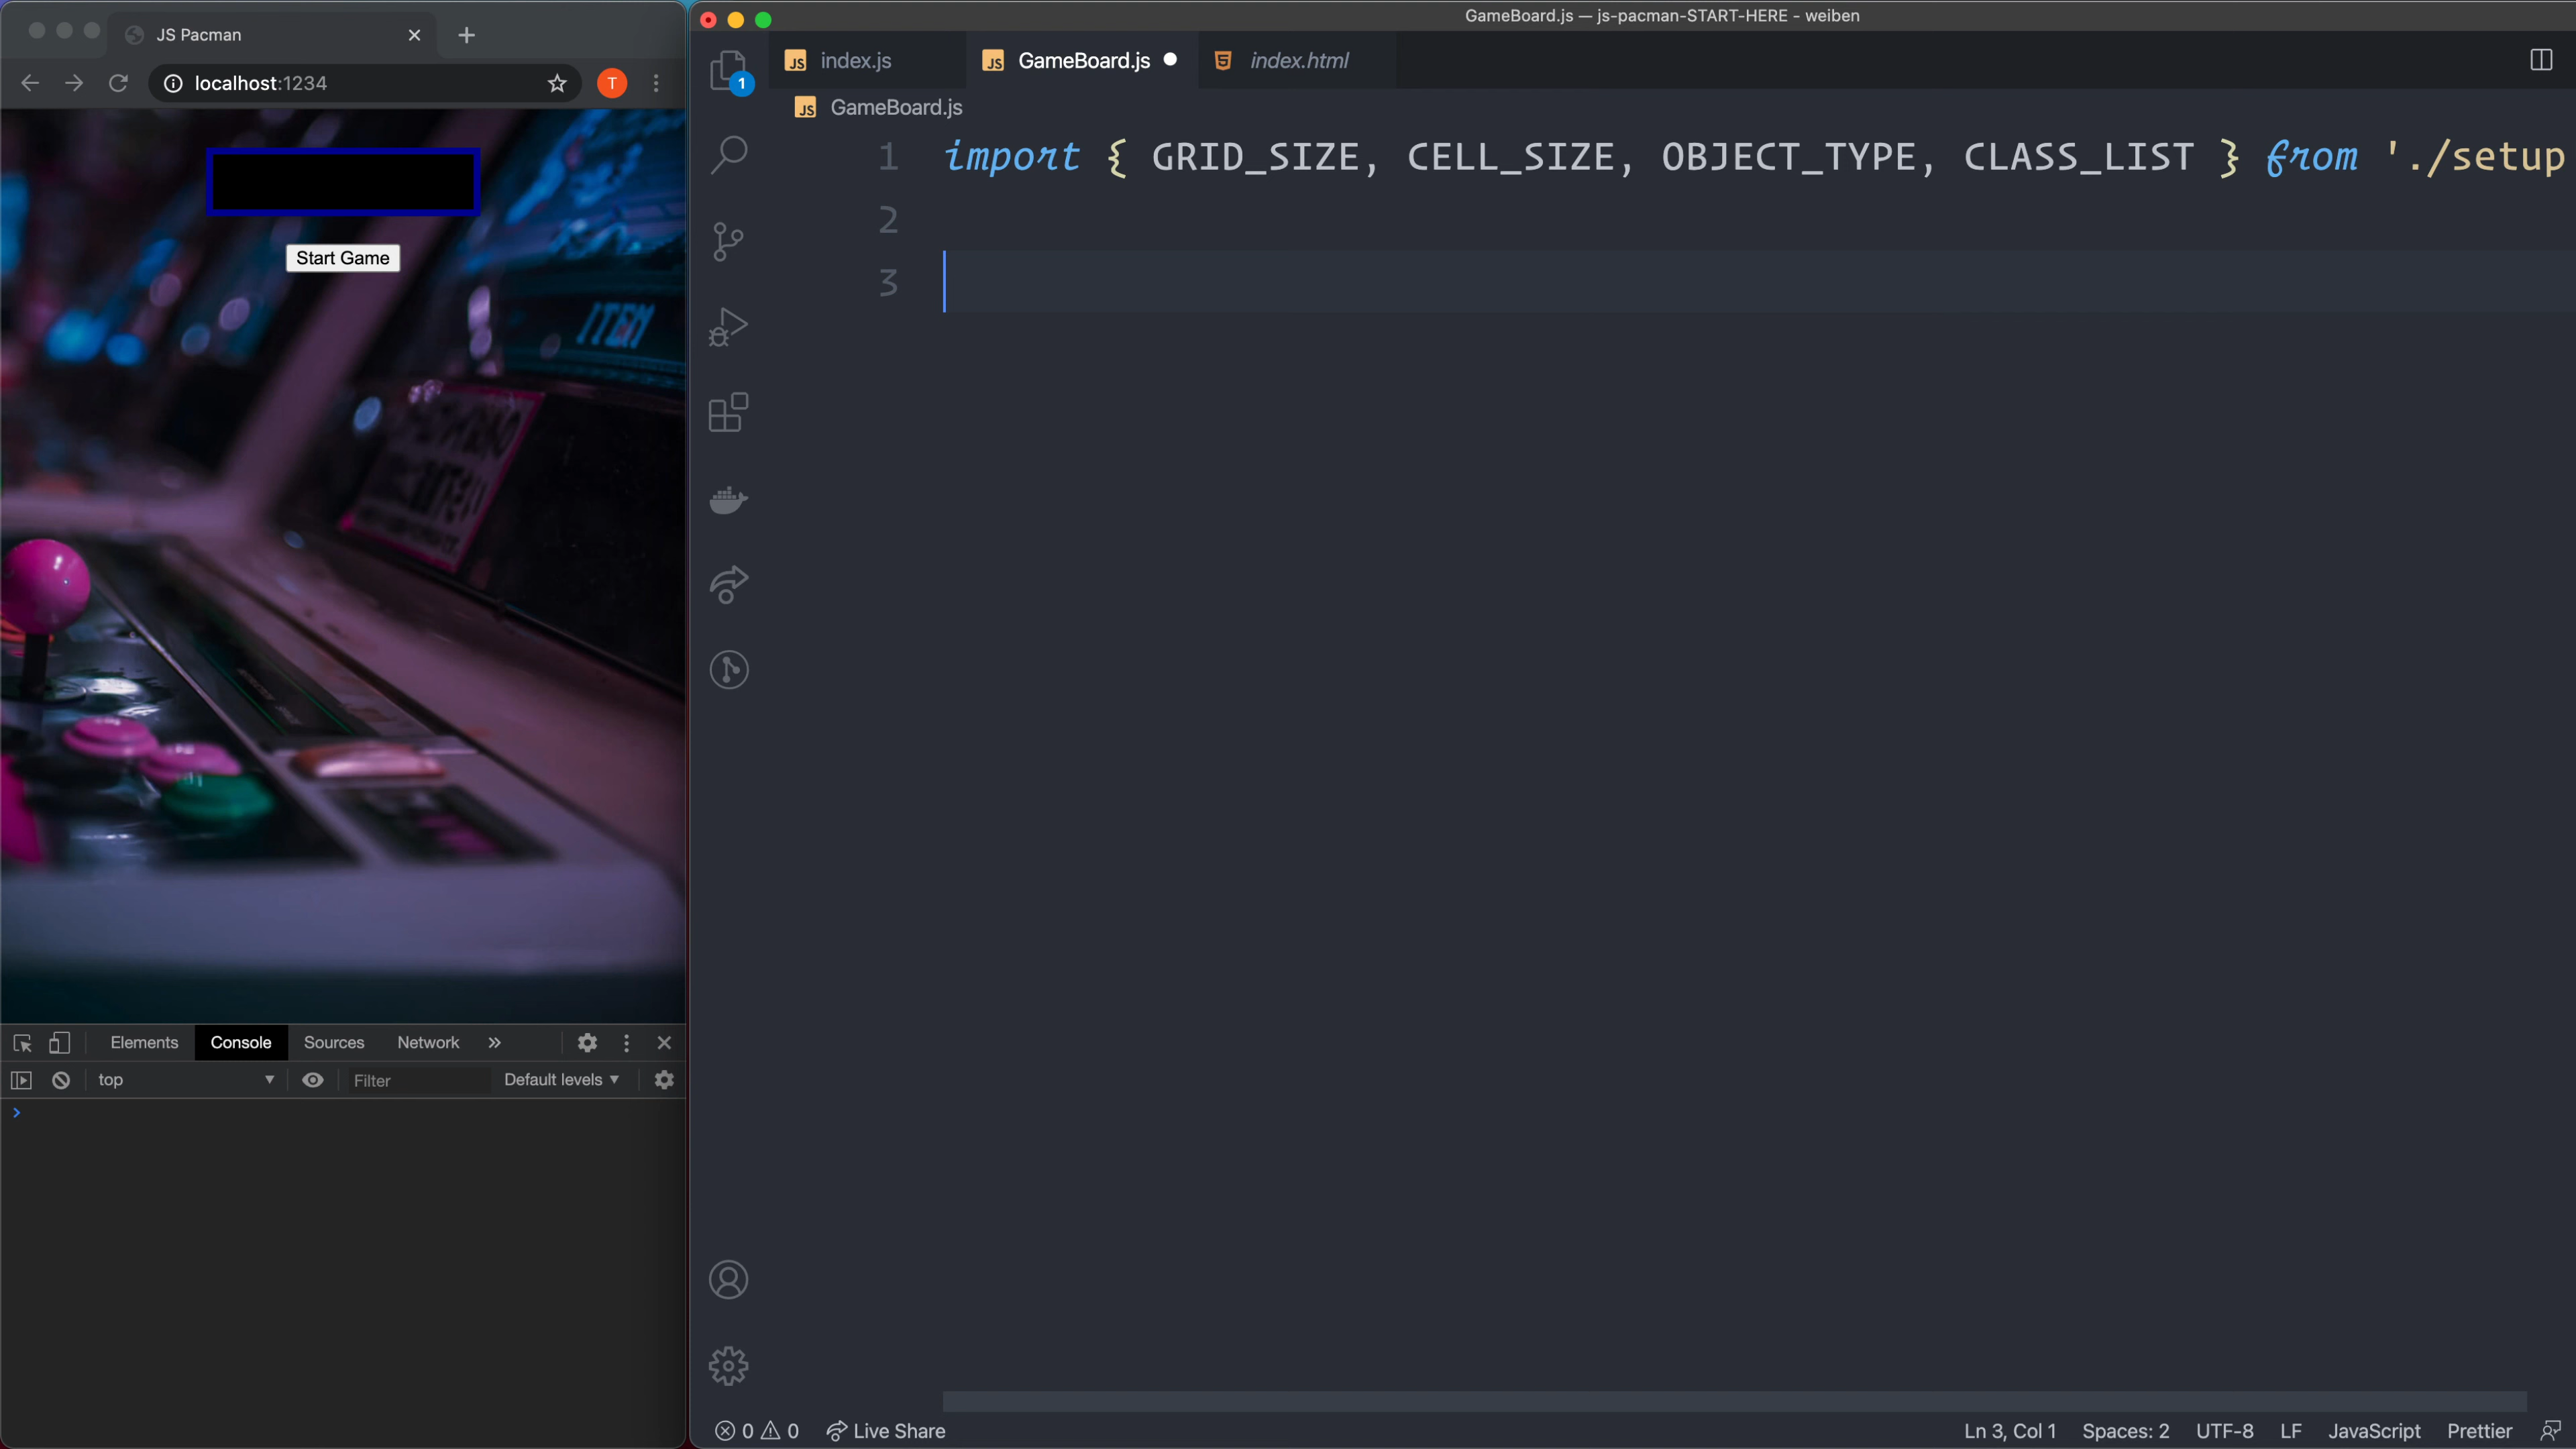 JS Pacman
localhost:1234
T
Start Game
ITEM
Elements
Console
Sources
Network
top
Filter
Default levels
GameBoard.js — js-pacman-START-HERE - weiben
1
index.js
GameBoard.js
index.html
GameBoard.js
1 import { GRID_SIZE, CELL_SIZE, OBJECT_TYPE, CLASS_LIST } from './setup
2
3
0 0 Live Share
Ln 3, Col 1 Spaces: 2 UTF-8 LF JavaScript Prettier